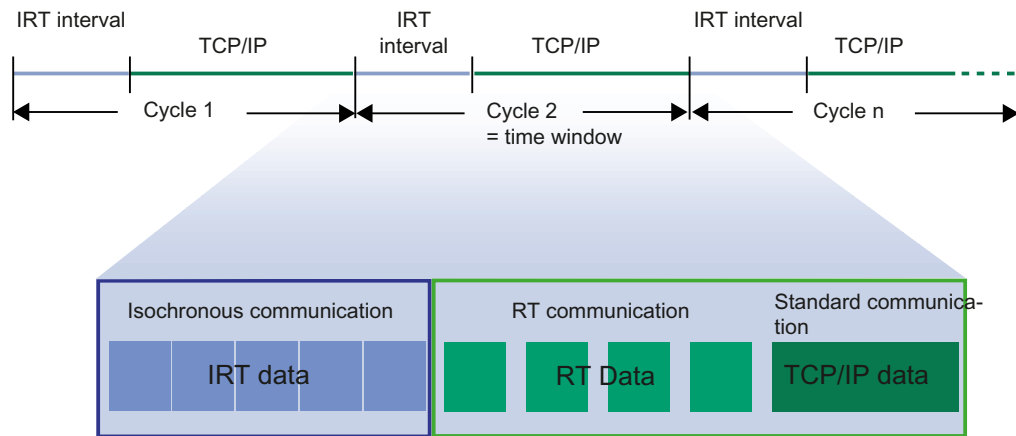 IRT interval
IRT
interval
IRT interval
TCP/IP
TCP/IP
TCP/IP
Cycle 1
Cycle 2
= time window
Cycle n
Isochronous communication
RT communication
Standard communica-
tion
IRT data
RT Data
TCP/IP data